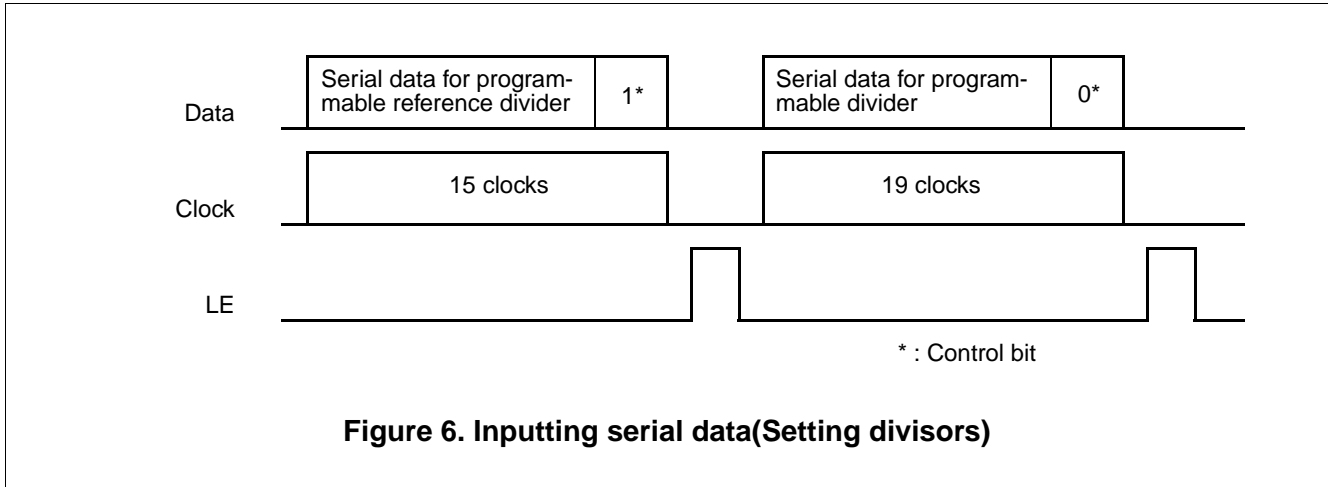 Data
Serial data for program-
mable reference divider
1*
Serial data for program-
mable divider
0*
Clock
15 clocks
19 clocks
LE
* : Control bit
Figure 6. Inputting serial data(Setting divisors)